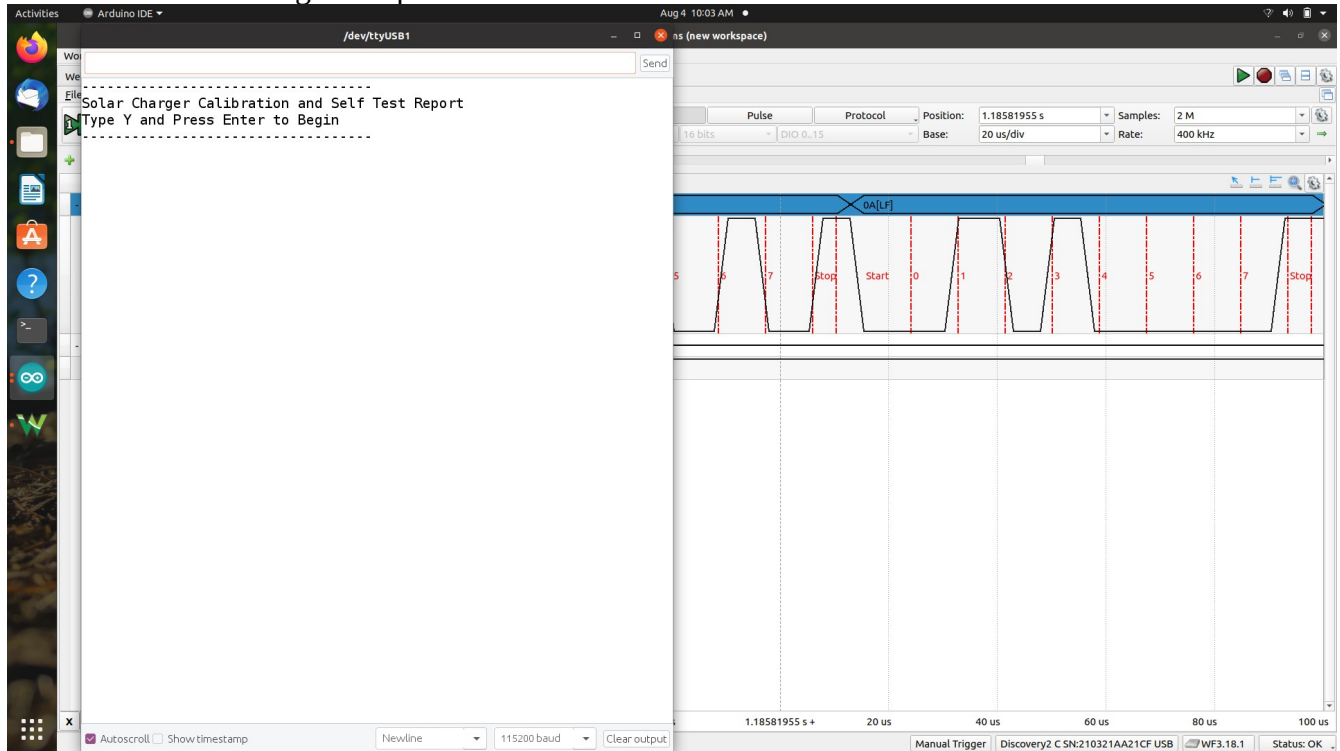 Activities
Arduino IDE
Aug 4 10:03 AM
/dev/ttyUSB1
ns (new workspace)
Wo
Send
We
File
-----------------------------------
Solar Charger Calibration and Self Test Report
Type Y and Press Enter to Begin
-----------------------------------
Pulse
Protocol
Position:
1.18581955 s
Samples:
2 M
16 bits
DIO 0..15
Base:
20 us/div
Rate:
400 kHz
0A[LF]
5 6 7 Stop Start 0 1 2 3 4 5 6 7 Stop
X
1.18581955 s +
20 us
40 us
60 us
80 us
100 us
Autoscroll
Show timestamp
Newline
115200 baud
Clear output
Manual Trigger
Discovery2 C SN:210321AA21CF USB
WF3.18.1
Status: OK